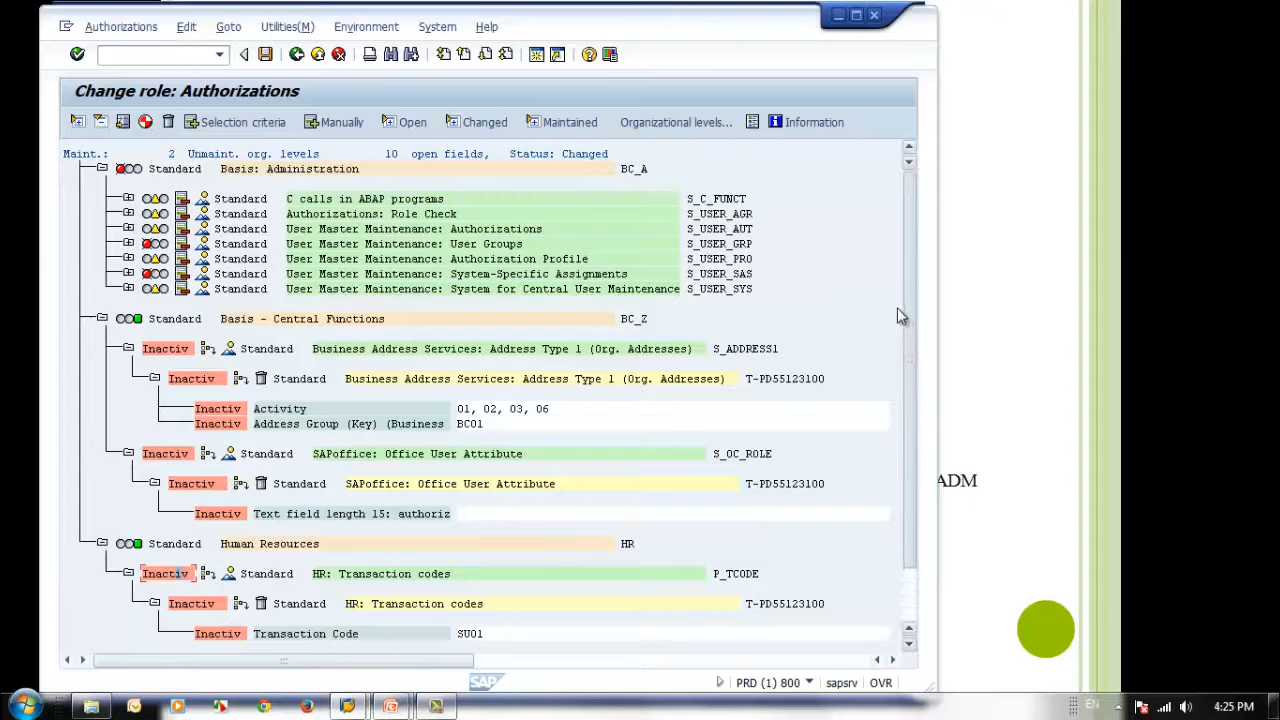 Authorizations Edit Goto Utilities(M) Environment System Help
Change role: Authorizations
Selection criteria Manually Open Changed Maintained Organizational levels... Information
Maint.: 2 Unmaint. org. levels 10 open fields, Status: Changed
Standard Basis: Administration BC_A
Standard C calls in ABAP programs S_C_FUNCT
Standard Authorizations: Role Check S_USER_AGR
Standard User Master Maintenance: Authorizations S_USER_AUT
Standard User Master Maintenance: User Groups S_USER_GRP
Standard User Master Maintenance: Authorization Profile S_USER_PRO
Standard User Master Maintenance: System-Specific Assignments S_USER_SAS
Standard User Master Maintenance: System for Central User Maintenance S_USER_SYS
Standard Basis - Central Functions BC_Z
Inactiv Standard Business Address Services: Address Type 1 (Org. Addresses) S_ADDRESS1
Inactiv Standard Business Address Services: Address Type 1 (Org. Addresses) T-PD55123100
Inactiv Activity 01, 02, 03, 06
Inactiv Address Group (Key) (Business BC01
Inactiv Standard SAPoffice: Office User Attribute S_OC_ROLE
ADM
Inactiv Standard SAPoffice: Office User Attribute T-PD55123100
Inactiv Text field length 15: authoriz
Standard Human Resources HR
Inactiv Standard HR: Transaction codes P_TCODE
Inactiv Standard HR: Transaction codes T-PD55123100
Inactiv Transaction Code SU01
SAP PRD (1) 800 sapsrv OVR
EN 4:25 PM